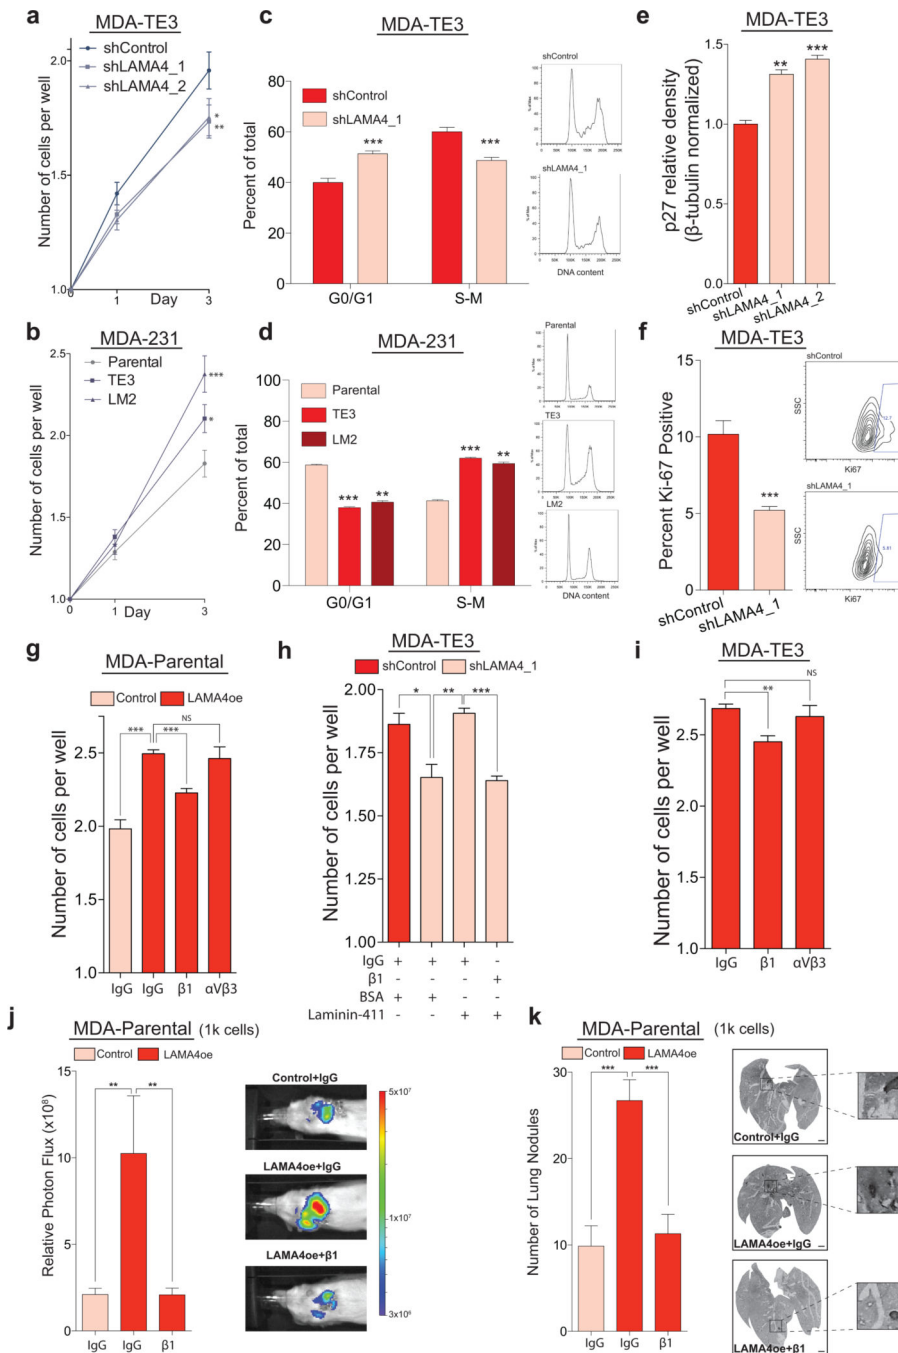 a
MDA-TE3
shControl
shLAMA4_1
shLAMA4_2
Number of cells per well
2.0
1.5
1.0
0
1
Day
3
*
**
c
MDA-TE3
shControl
shLAMA4_1
Percent of total
80
60
40
20
0
***
***
G0/G1
S-M
shControl
shLAMA4_1
DNA content
e
MDA-TE3
p27 relative density
(β-tubulin normalized)
1.5
1.0
0.5
0.0
**
***
shControl
shLAMA4_1
shLAMA4_2
b
MDA-231
Parental
TE3
LM2
Number of cells per well
2.5
2.0
1.5
1.0
0
1
Day
3
***
*
d
MDA-231
Parental
TE3
LM2
Percent of total
100
80
60
40
20
0
***
**
***
**
G0/G1
S-M
Parental
TE3
LM2
DNA content
f
MDA-TE3
Percent Ki-67 Positive
15
10
5
0
***
shControl
shLAMA4_1
shControl
SSC
Ki67
shLAMA4_1
SSC
5.61
Ki67
g
MDA-Parental
Control
LAMA4oe
Number of cells per well
2.5
2.0
1.5
1.0
***
***
NS
IgG
IgG
β1
αVβ3
h
MDA-TE3
shControl
shLAMA4_1
Number of cells per well
2.00
1.75
1.50
1.25
1.00
*
**
***
IgG + + + -
β1 - - - +
BSA + + - -
Laminin-411 - - + +
i
MDA-TE3
Number of cells per well
2.5
2.0
1.5
1.0
NS
**
IgG
β1
αVβ3
j
MDA-Parental (1k cells)
Control
LAMA4oe
Relative Photon Flux (x10⁸)
15
10
5
0
**
**
IgG
IgG
β1
Control+IgG
LAMA4oe+IgG
LAMA4oe+β1
5x10⁷
1x10⁷
3x10⁶
k
MDA-Parental (1k cells)
Control
LAMA4oe
Number of Lung Nodules
30
20
10
0
***
***
IgG
IgG
β1
Control+IgG
LAMA4oe+IgG
LAMA4oe+β1